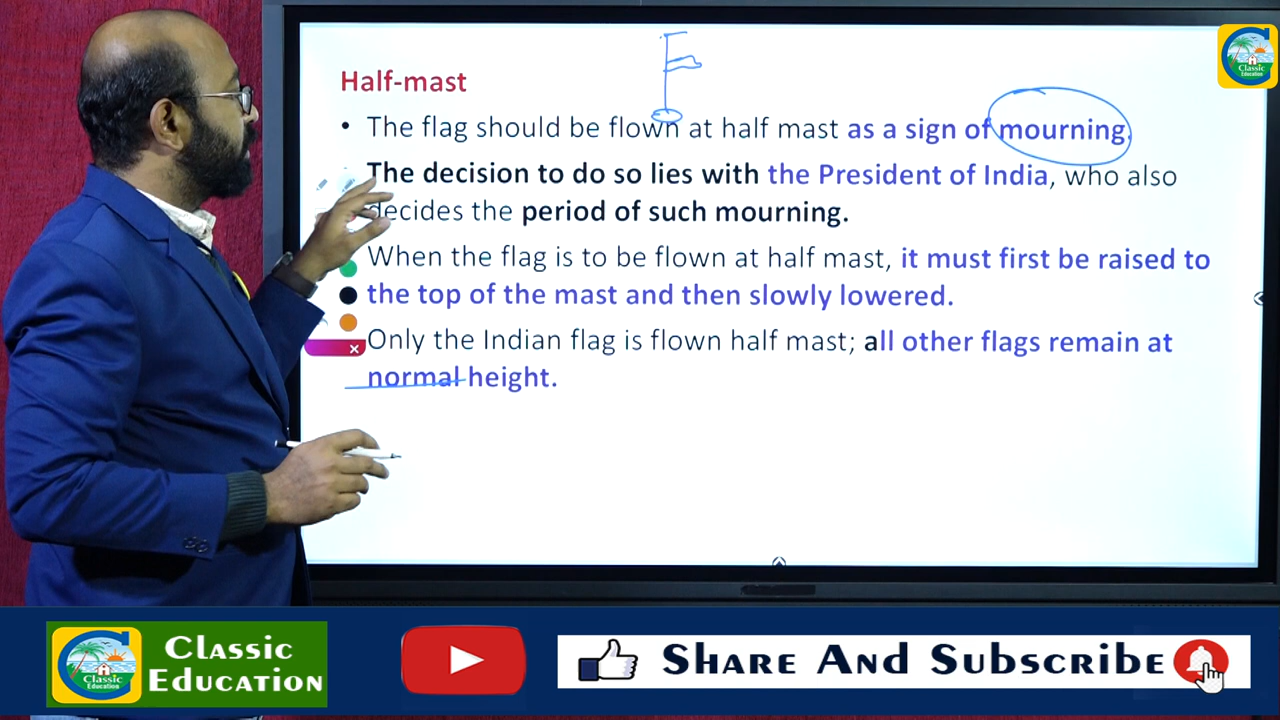 Half-mast
• The flag should be flown at half mast as a sign of mourning.
The decision to do so lies with the President of India, who also
decides the period of such mourning.
When the flag is to be flown at half mast, it must first be raised to
the top of the mast and then slowly lowered.
Only the Indian flag is flown half mast; all other flags remain at
normal height.
Classic
Education
Classic
Education
Classic
Education
Share And Subscribe